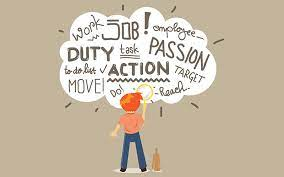 work JOB! employee
DUTY task PASSION
to do list ACTION TARGET
MOVE! Do! Reach